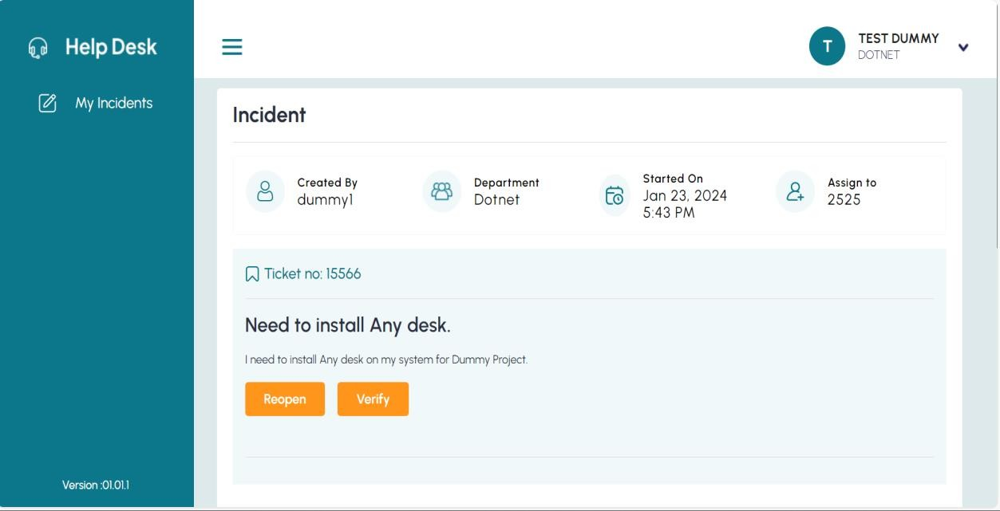 Help Desk
My Incidents
T
TEST DUMMY
DOTNET
Incident
Created By
dummy1
Department
Dotnet
Started On
Jan 23, 2024
5:43 PM
Assign to
2525
Ticket no: 15566
Need to install Any desk.
I need to install Any desk on my system for Dummy Project.
Reopen
Verify
Version :01.01.1